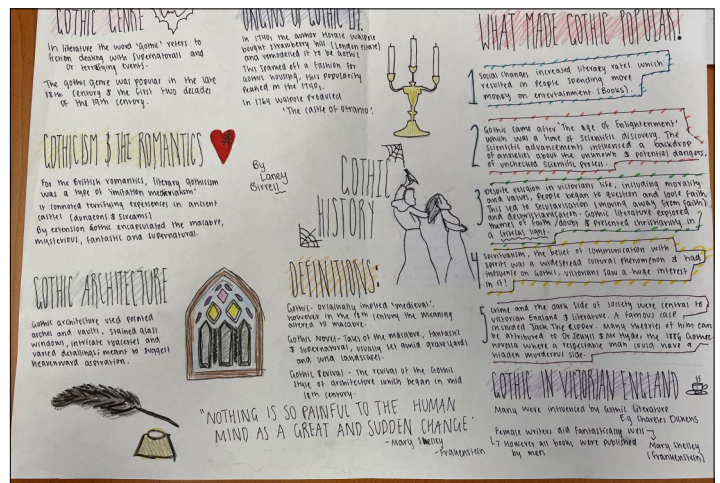 GOTHIC GENRE
In literature the word 'Gothic' refers to
fiction dealing with supernaturals and
or terrifying events.
The gothic genre was popular in the late
18th century & the first two decades
of the 19th century.
ORIGINS OF GOTHIC LIT.
In 1740s the author Horace Walpole
bought Strawberry hill (London estate)
and remodelled it to be Gothic
This spanned off a fashion for
Gothic housing, this popularity
peaked in the 1790s.
In 1764 Walpole produced
'The castle of Otranto'.
GOTHICISM & THE ROMANTICS
For the British romantics, literary gothicism
was a type of 'imitation medievalism'
It connoted terrifying experiences in ancient
castles (dungeons & screams)
By extension Gothic encapsulated the macabre,
mysterious, fantastic and supernatural.
By
Laney
Birrell
GOTHIC
HISTORY
GOTHIC ARCHITECTURE
Gothic architecture used pointed
arches and vaults, stained glass
windows, intricate traceries and
varied detailing; meant to suggest
heavenward aspiration.
DEFINITIONS:
Gothic- Originally implied 'medieval',
however in the century the meaning
altered to macabre.
Gothic Novel- Tales of the macabre, fantastic
& supernatural, usually set amid graveyards
and wild landscapes.
Gothic Revival- The revival of the Gothic
style of architecture which began in mid
18th century.
"NOTHING IS SO PAINFUL TO THE HUMAN
MIND AS A GREAT AND SUDDEN CHANGE'
-Mary Shelley
-Frankenstein
WHAT MADE GOTHIC POPULAR?
1 Social Changes increased literary rates which
resulted in people spending more
money on entertainment (Books).
2 Gothic came after 'The Age of Enlightenment'
which was a time of scientific discovery. The
scientific advancements influenced a backdrop
of anxieties about the unknown & potential dangers,
of unchecked scientific process.
3 Despite religion in victorians life, including morality
and values, people began to question and loose faith.
This led to Secularisation (moving away from faith)
and dechristianisation. Gothic literature explored
themes of faith/doubt & presented christianity in
a critical light.
4 Spiritualism, the belief of communication with
spirits was a widespread cultural phenomenon & had
influence on Gothic. Victorians saw a huge interest
in it!
5 Crime and the dark side of society were central to
victorian England & literature. A famous case
included Jack The Ripper. Many theories of him can
be attributed to Dr Jekyll & Mr Hyde, the 1886 Gothic
novella where a respectable man could have a
hidden murderous side.
GOTHIC IN VICTORIAN ENGLAND
Many were influenced by Gothic Literature
E.g Charles Dickens
Female writers did fantastically well
However all books were published
by men
Mary Shelley
(Frankenstein)